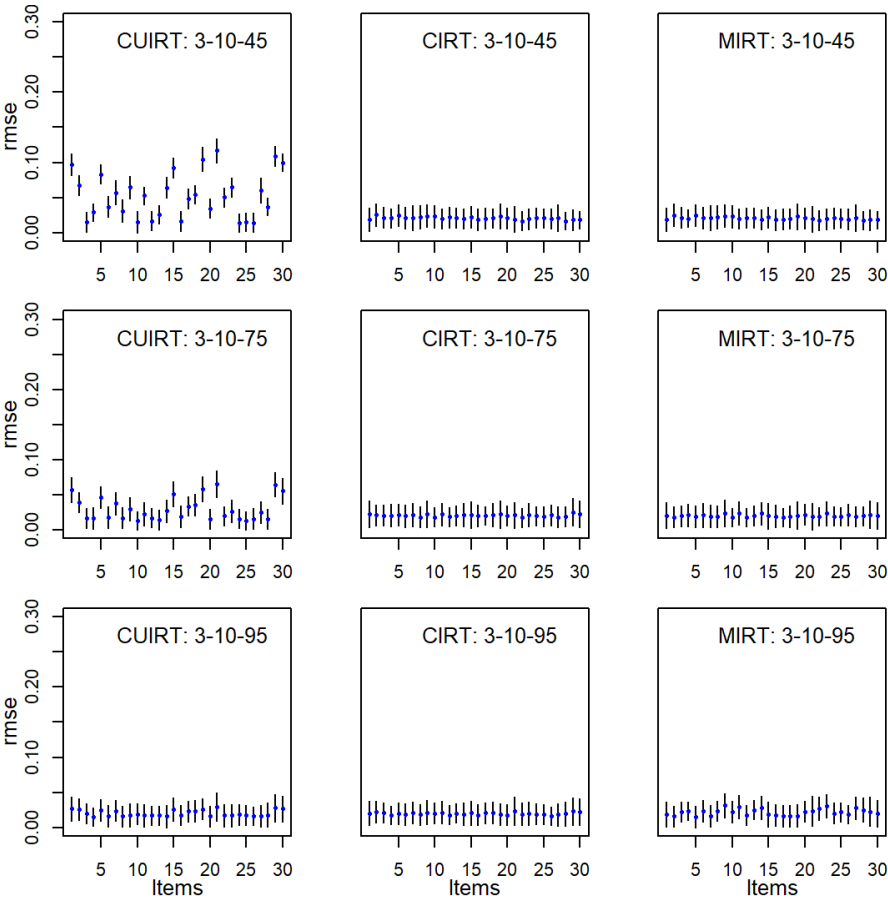 CUIRT: 3-10-45
CIRT: 3-10-45
MIRT: 3-10-45
rmse
0.30
0.20
0.10
0.00
5 10 15 20 25 30
5 10 15 20 25 30
5 10 15 20 25 30
CUIRT: 3-10-75
CIRT: 3-10-75
MIRT: 3-10-75
rmse
0.30
0.20
0.10
0.00
5 10 15 20 25 30
5 10 15 20 25 30
5 10 15 20 25 30
CUIRT: 3-10-95
CIRT: 3-10-95
MIRT: 3-10-95
rmse
0.30
0.20
0.10
0.00
5 10 15 20 25 30
5 10 15 20 25 30
5 10 15 20 25 30
Items
Items
Items